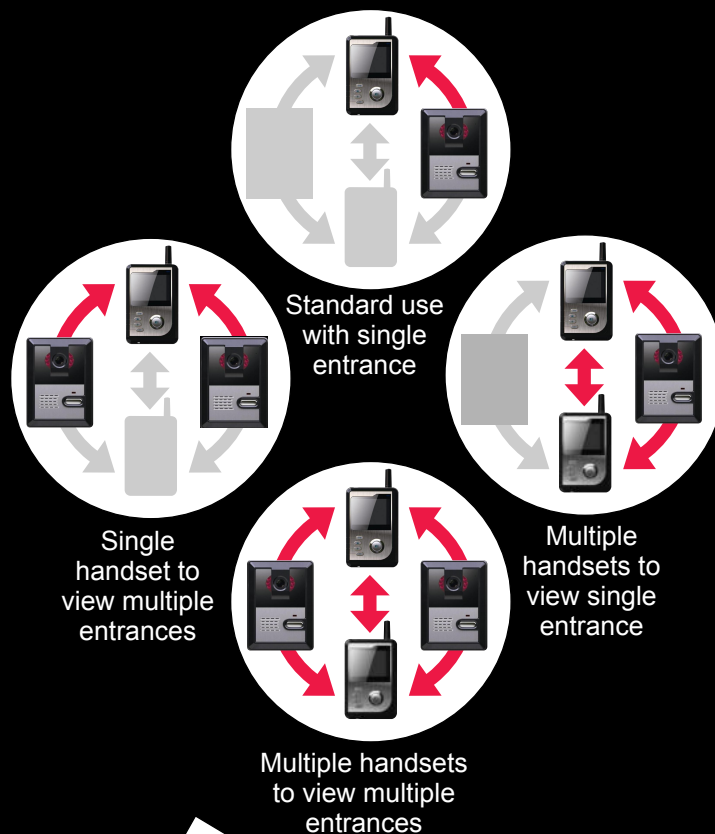 Standard use
with single
entrance
Single
handset to
view multiple
entrances
Multiple
handsets to
view single
entrance
Multiple handsets
to view multiple
entrances